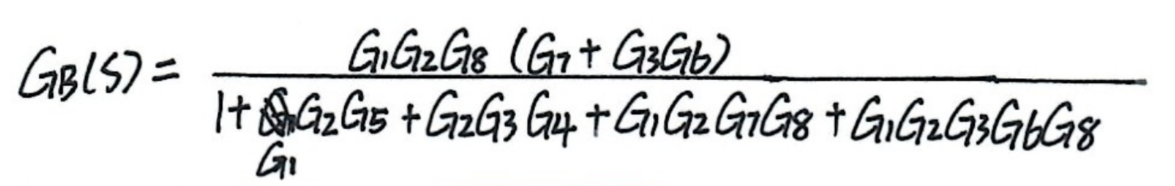 GB(S) = G1G2G8 (G7 + G3G6) / 1 + G1G2G5 + G2G3G4 + G1G2G7G8 + G1G2G3G6G8